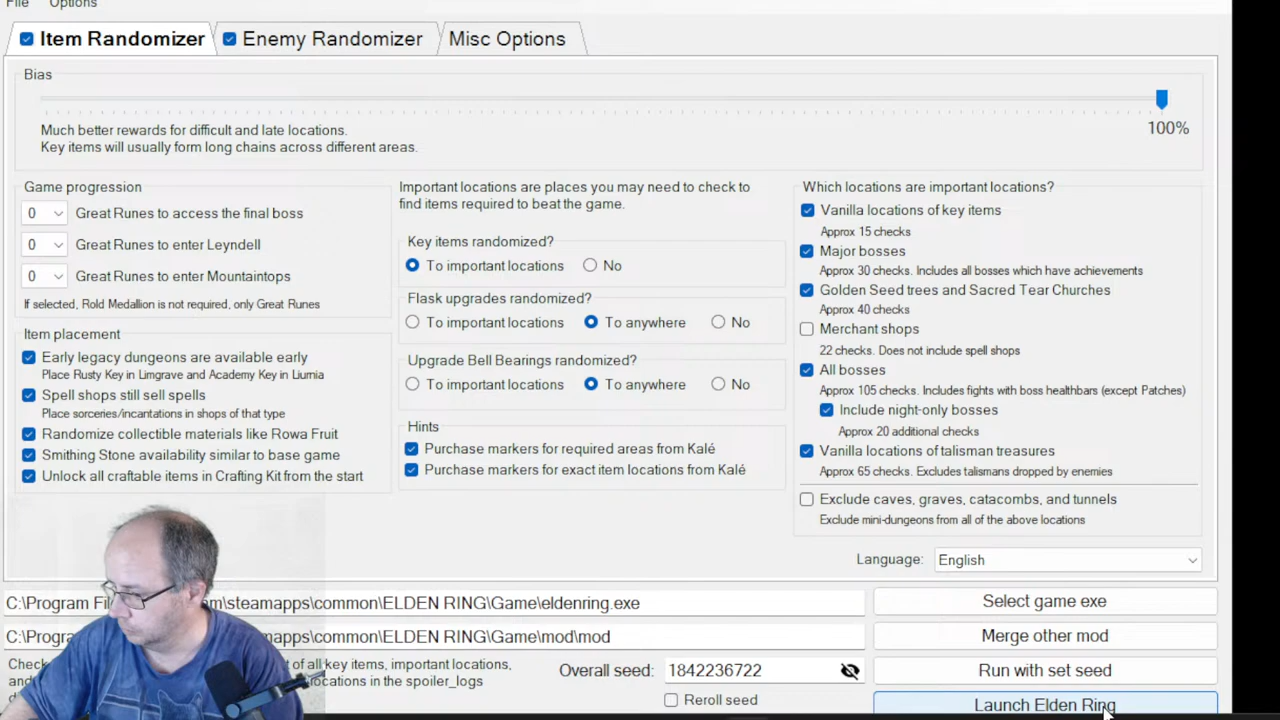 File Options
Item Randomizer Enemy Randomizer Misc Options
Bias
100%
Much better rewards for difficult and late locations.
Key items will usually form long chains across different areas.
Game progression
0 Great Runes to access the final boss
0 Great Runes to enter Leyndell
0 Great Runes to enter Mountaintops
If selected, Rold Medallion is not required, only Great Runes
Item placement
Early legacy dungeons are available early
Place Rusty Key in Limgrave and Academy Key in Liurnia
Spell shops still sell spells
Place sorceries/incantations in shops of that type
Randomize collectible materials like Rowa Fruit
Smithing Stone availability similar to base game
Unlock all craftable items in Crafting Kit from the start
Important locations are places you may need to check to
find items required to beat the game.
Key items randomized?
To important locations No
Flask upgrades randomized?
To important locations To anywhere No
Upgrade Bell Bearings randomized?
To important locations To anywhere No
Hints
Purchase markers for required areas from Kalé
Purchase markers for exact item locations from Kalé
Which locations are important locations?
Vanilla locations of key items
Approx 15 checks
Major bosses
Approx 30 checks. Includes all bosses which have achievements
Golden Seed trees and Sacred Tear Churches
Approx 40 checks
Merchant shops
22 checks. Does not include spell shops
All bosses
Approx 105 checks. Includes fights with boss healthbars (except Patches)
Include night-only bosses
Approx 20 additional checks
Vanilla locations of talisman treasures
Approx 65 checks. Excludes talismans dropped by enemies
Exclude caves, graves, catacombs, and tunnels
Exclude mini-dungeons from all of the above locations
Language: English
C:\Program Fil m\steamapps\common\ELDEN RING\Game\eldenring.exe
Select game exe
C:\Progra mapps\common\ELDEN RING\Game\mod\mod
Merge other mod
Check of all key items, important locations,
and locations in the spoiler_logs
Overall seed: 1842236722
Run with set seed
Reroll seed
Launch Elden Ring